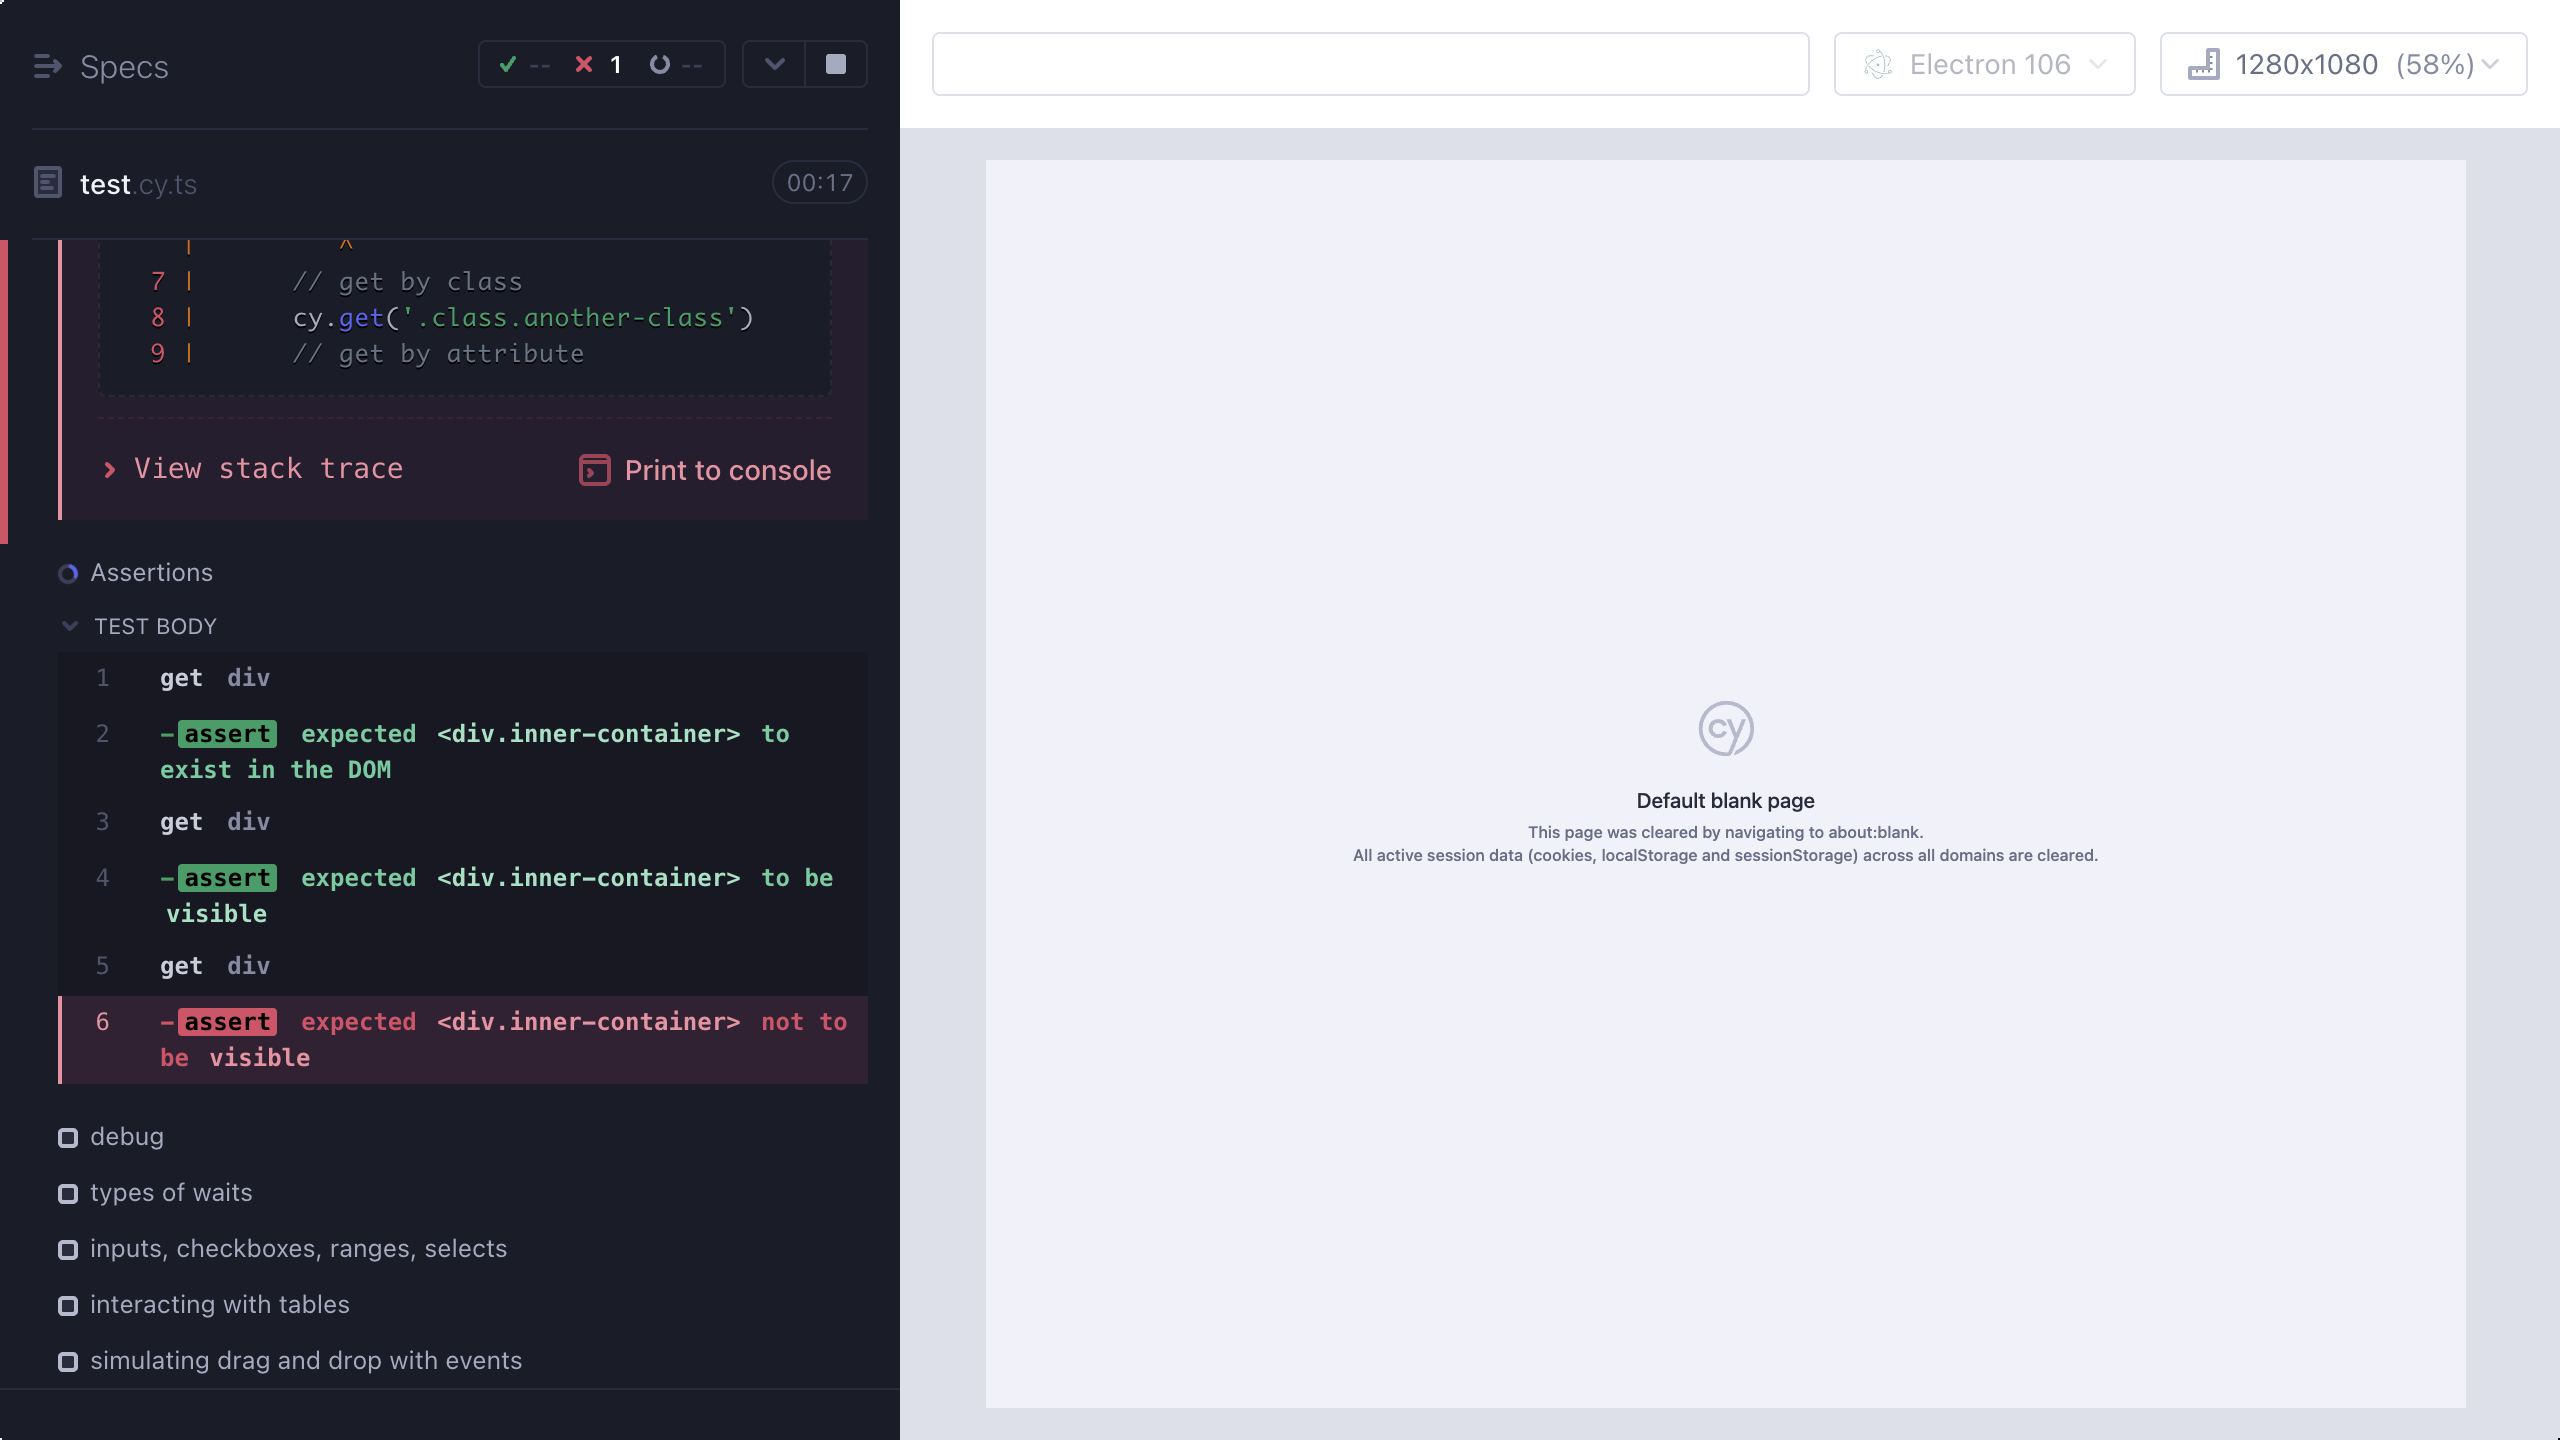 Specs
-- 1 --
test.cy.ts
00:17
| ^
7 | // get by class
8 | cy.get('.class.another-class')
9 | // get by attribute
View stack trace
Print to console
Assertions
TEST BODY
1 get div
2 -assert expected <div.inner-container> to
exist in the DOM
3 get div
4 -assert expected <div.inner-container> to be
visible
5 get div
6 -assert expected <div.inner-container> not to
be visible
debug
types of waits
inputs, checkboxes, ranges, selects
interacting with tables
simulating drag and drop with events
Electron 106
1280x1080 (58%)
cy
Default blank page
This page was cleared by navigating to about:blank.
All active session data (cookies, localStorage and sessionStorage) across all domains are cleared.